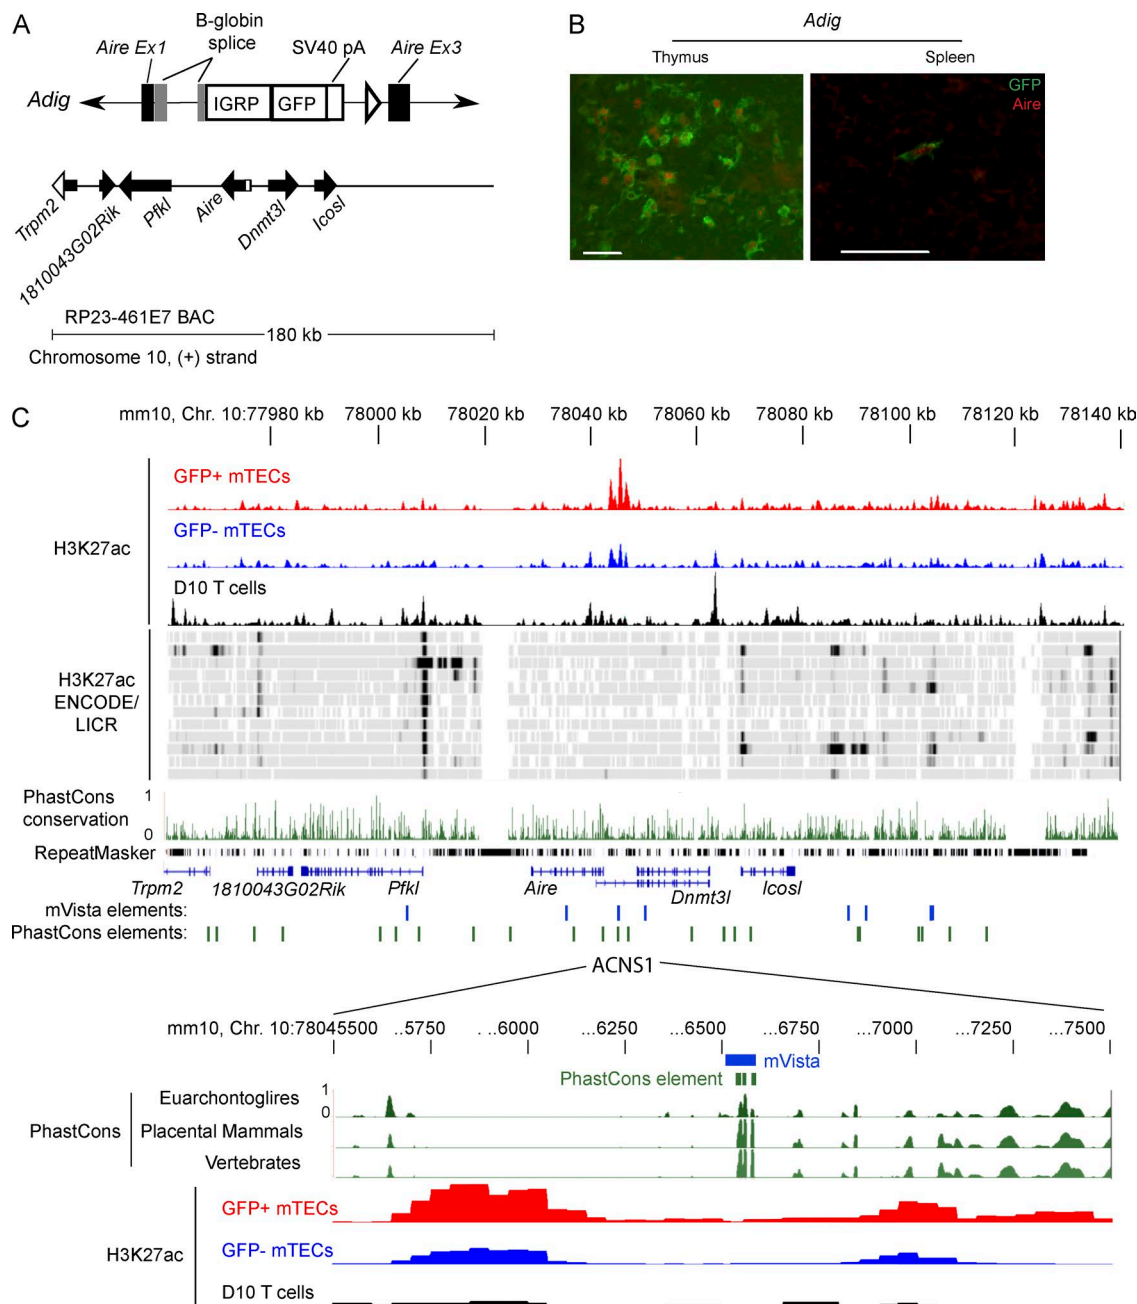 A
B-globin
splice
Aire Ex1
SV40 pA
Aire Ex3
Adig
IGRP
GFP
Trpm2
1810043G02Rik
Pfkl
Aire
Dnmt3l
Icosl
RP23-461E7 BAC
180 kb
Chromosome 10, (+) strand
B
Adig
Thymus
Spleen
GFP
Aire
C
mm10, Chr. 10:77980 kb 78000 kb 78020 kb 78040 kb 78060 kb 78080 kb 78100 kb 78120 kb 78140 kb
GFP+ mTECs
GFP- mTECs
H3K27ac
D10 T cells
H3K27ac
ENCODE/
LICR
PhastCons
conservation
1
0
RepeatMasker
Trpm2
1810043G02Rik
Pfkl
Aire
Dnmt3l
Icosl
mVista elements:
PhastCons elements:
ACNS1
mm10, Chr. 10:78045500 ..5750 . ..6000 ...6250 ...6500 ...6750 ...7000 ...7250 ...7500
mVista
PhastCons element
1
0
Euarchontoglires
PhastCons
Placental Mammals
Vertebrates
GFP+ mTECs
GFP- mTECs
H3K27ac
D10 T cells